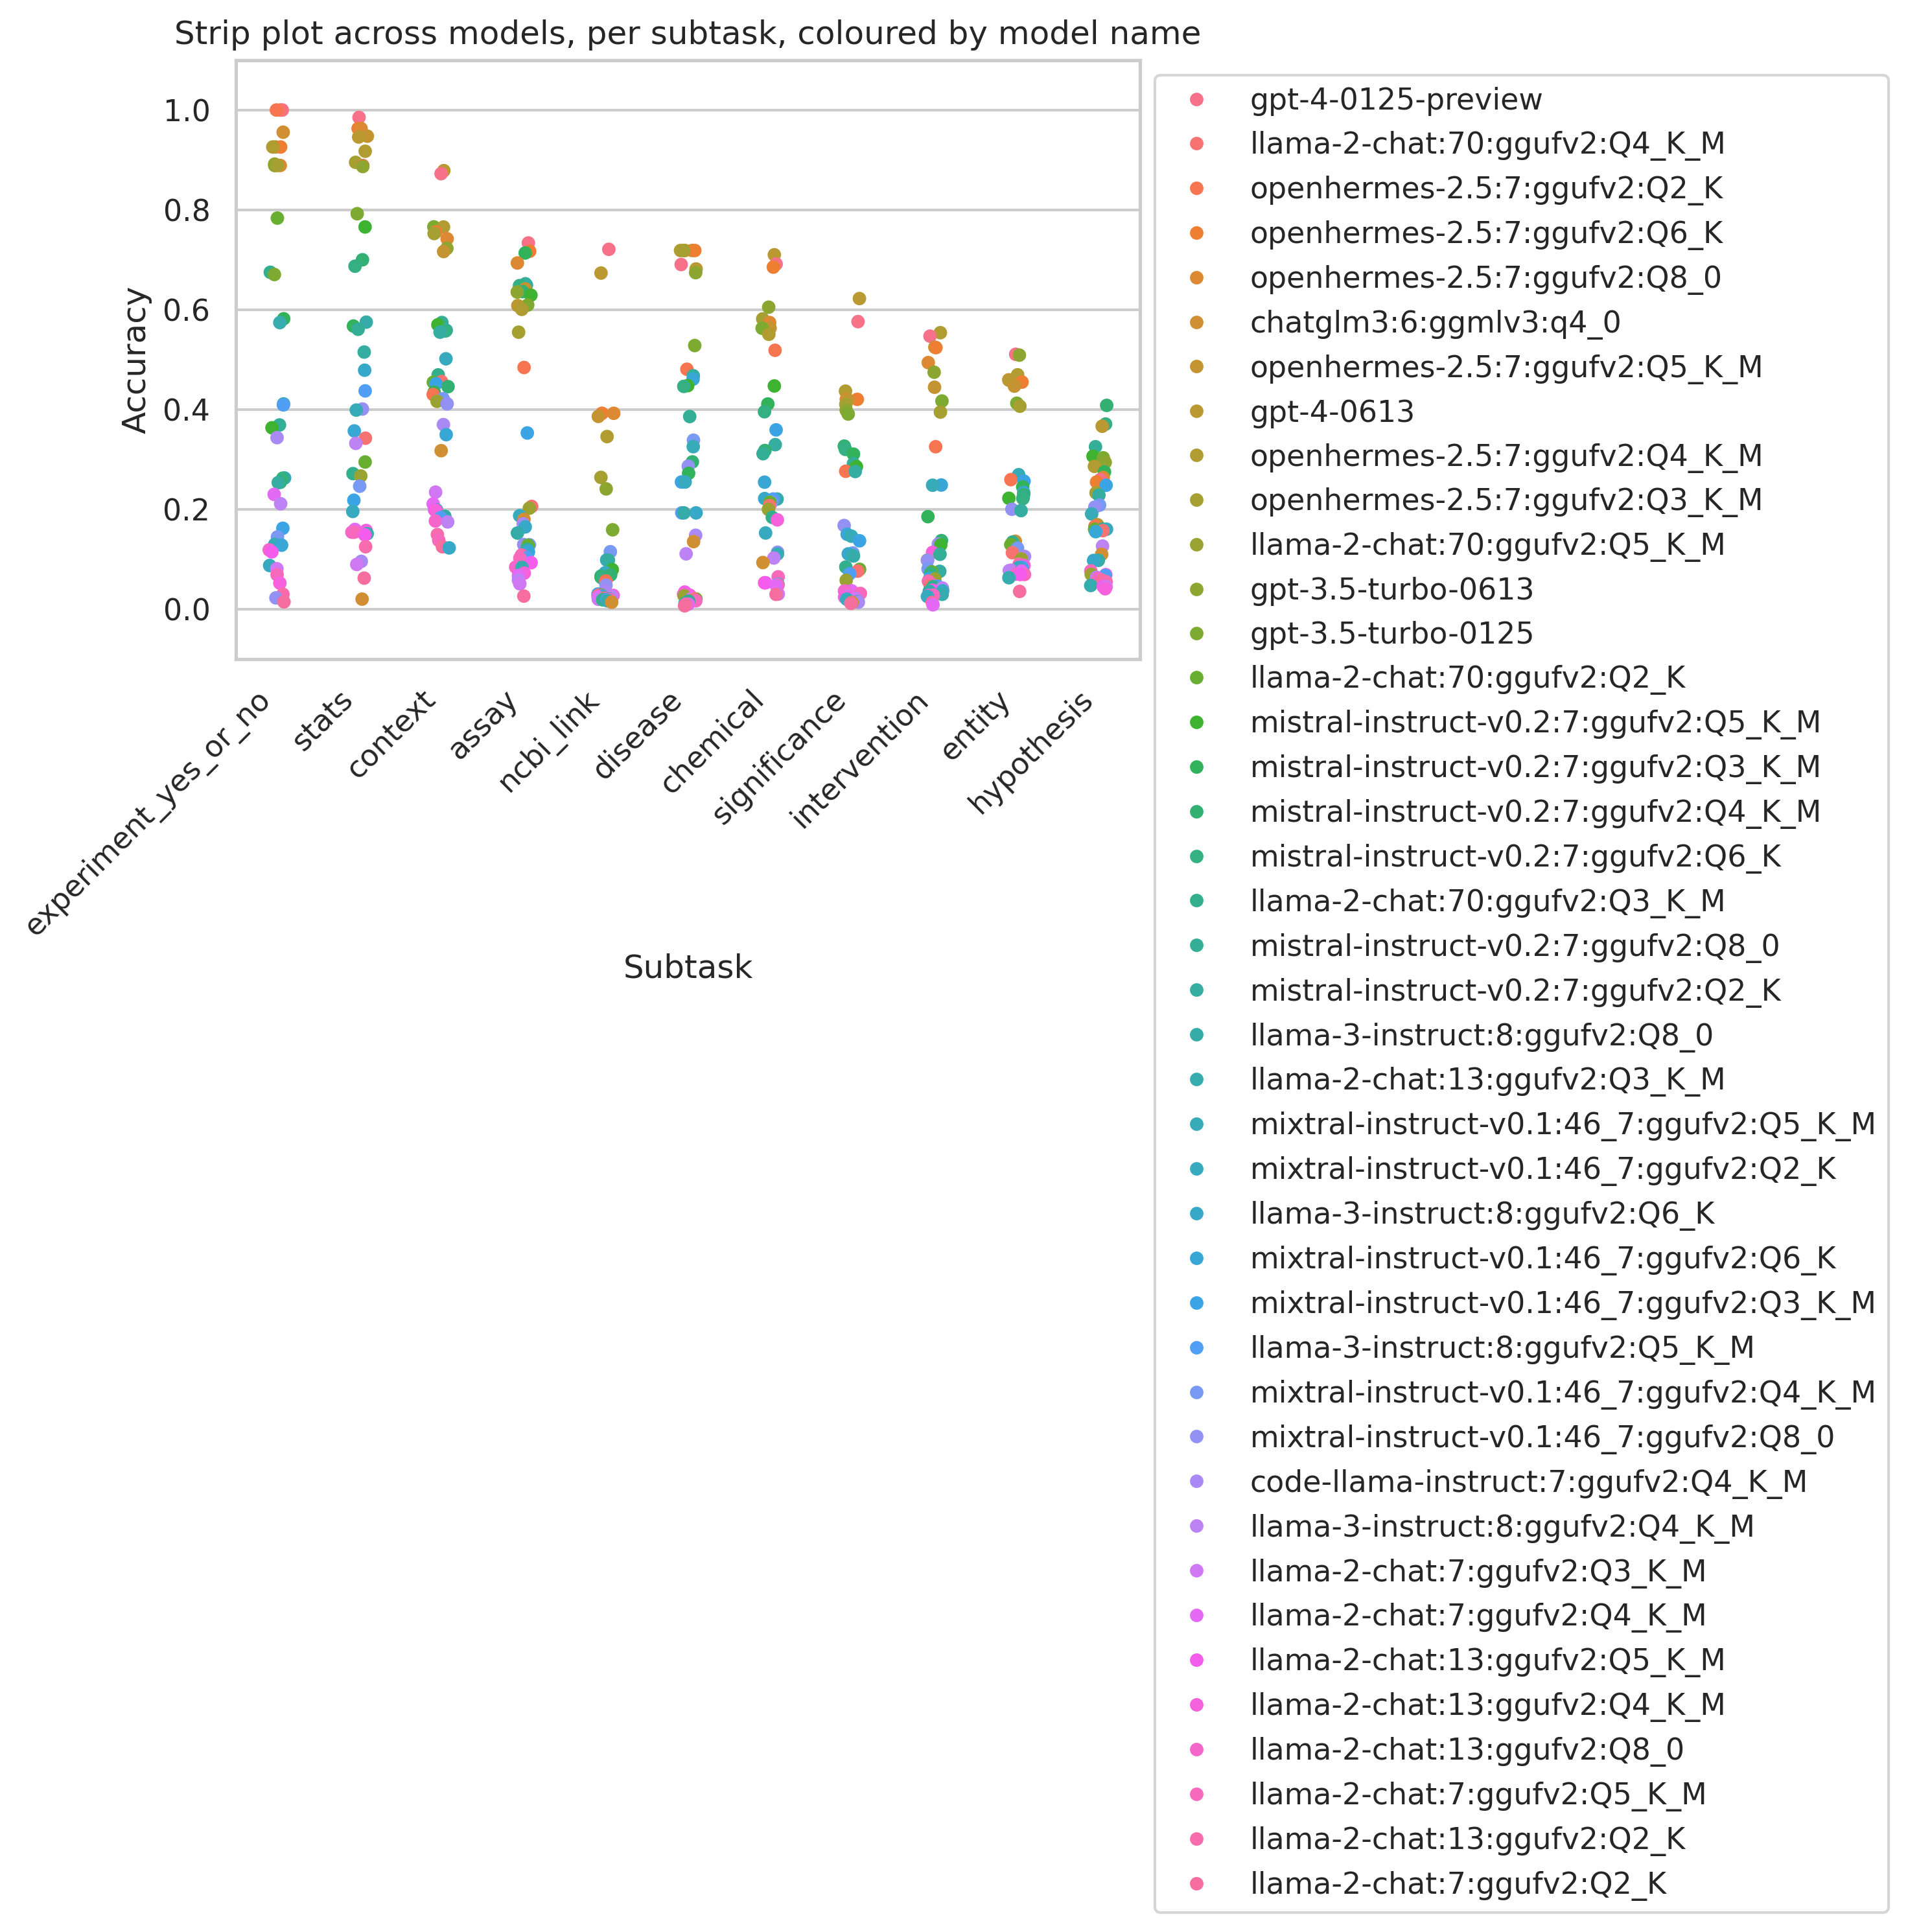 Strip plot across models, per subtask, coloured by model name
Accuracy
1.0
0.8
0.6
0.4
0.2
0.0
experiment_yes_or_no
stats
context
assay
ncbi_link
disease
chemical
significance
intervention
entity
hypothesis
Subtask
gpt-4-0125-preview
llama-2-chat:70:ggufv2:Q4_K_M
openhermes-2.5:7:ggufv2:Q2_K
openhermes-2.5:7:ggufv2:Q6_K
openhermes-2.5:7:ggufv2:Q8_0
chatglm3:6:ggmlv3:q4_0
openhermes-2.5:7:ggufv2:Q5_K_M
gpt-4-0613
openhermes-2.5:7:ggufv2:Q4_K_M
openhermes-2.5:7:ggufv2:Q3_K_M
llama-2-chat:70:ggufv2:Q5_K_M
gpt-3.5-turbo-0613
gpt-3.5-turbo-0125
llama-2-chat:70:ggufv2:Q2_K
mistral-instruct-v0.2:7:ggufv2:Q5_K_M
mistral-instruct-v0.2:7:ggufv2:Q3_K_M
mistral-instruct-v0.2:7:ggufv2:Q4_K_M
mistral-instruct-v0.2:7:ggufv2:Q6_K
llama-2-chat:70:ggufv2:Q3_K_M
mistral-instruct-v0.2:7:ggufv2:Q8_0
mistral-instruct-v0.2:7:ggufv2:Q2_K
llama-3-instruct:8:ggufv2:Q8_0
llama-2-chat:13:ggufv2:Q3_K_M
mixtral-instruct-v0.1:46_7:ggufv2:Q5_K_M
mixtral-instruct-v0.1:46_7:ggufv2:Q2_K
llama-3-instruct:8:ggufv2:Q6_K
mixtral-instruct-v0.1:46_7:ggufv2:Q6_K
mixtral-instruct-v0.1:46_7:ggufv2:Q3_K_M
llama-3-instruct:8:ggufv2:Q5_K_M
mixtral-instruct-v0.1:46_7:ggufv2:Q4_K_M
mixtral-instruct-v0.1:46_7:ggufv2:Q8_0
code-llama-instruct:7:ggufv2:Q4_K_M
llama-3-instruct:8:ggufv2:Q4_K_M
llama-2-chat:7:ggufv2:Q3_K_M
llama-2-chat:7:ggufv2:Q4_K_M
llama-2-chat:13:ggufv2:Q5_K_M
llama-2-chat:13:ggufv2:Q4_K_M
llama-2-chat:13:ggufv2:Q8_0
llama-2-chat:7:ggufv2:Q5_K_M
llama-2-chat:13:ggufv2:Q2_K
llama-2-chat:7:ggufv2:Q2_K